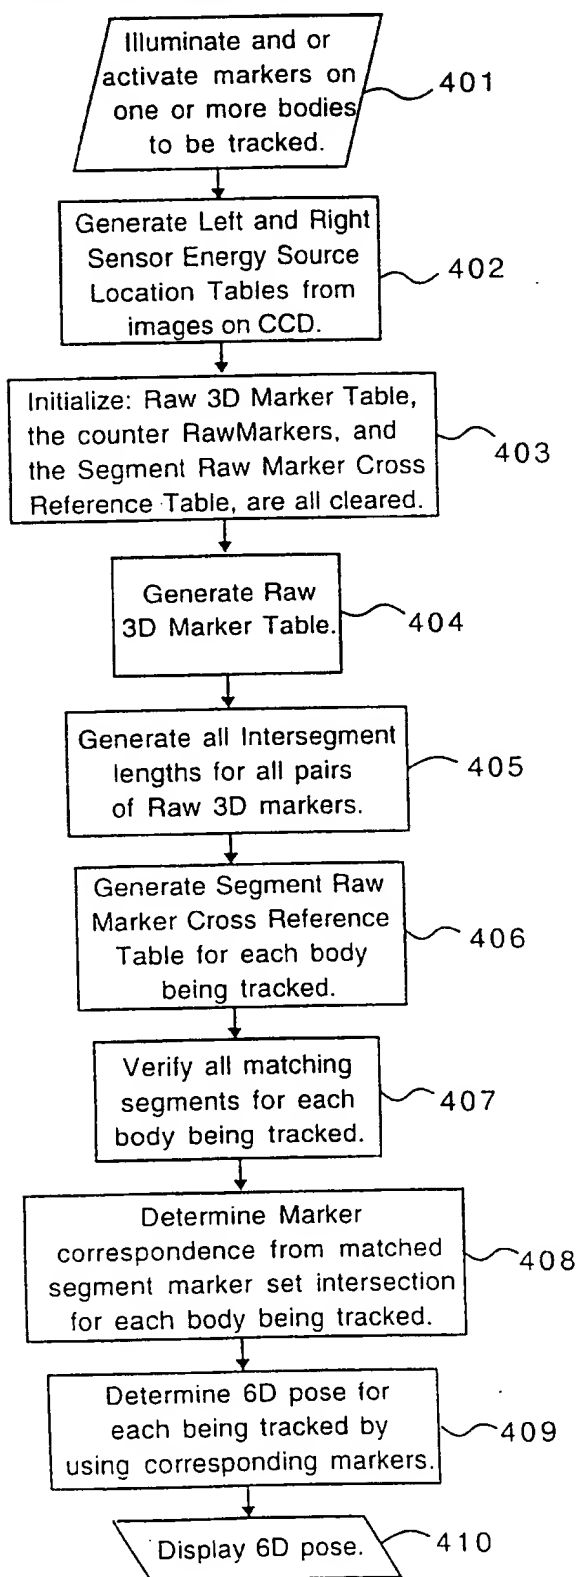 Illuminate and or
activate markers on
one or more bodies
to be tracked.
401
Generate Left and Right
Sensor Energy Source
Location Tables from
images on CCD.
402
Initialize: Raw 3D Marker Table,
the counter RawMarkers, and
the Segment Raw Marker Cross
Reference Table, are all cleared.
403
Generate Raw
3D Marker Table.
404
Generate all Intersegment
lengths for all pairs
of Raw 3D markers.
405
Generate Segment Raw
Marker Cross Reference
Table for each body
being tracked.
406
Verify all matching
segments for each
body being tracked.
407
Determine Marker
correspondence from matched
segment marker set intersection
for each body being tracked.
408
Determine 6D pose for
each being tracked by
using corresponding markers.
409
Display 6D pose.
410